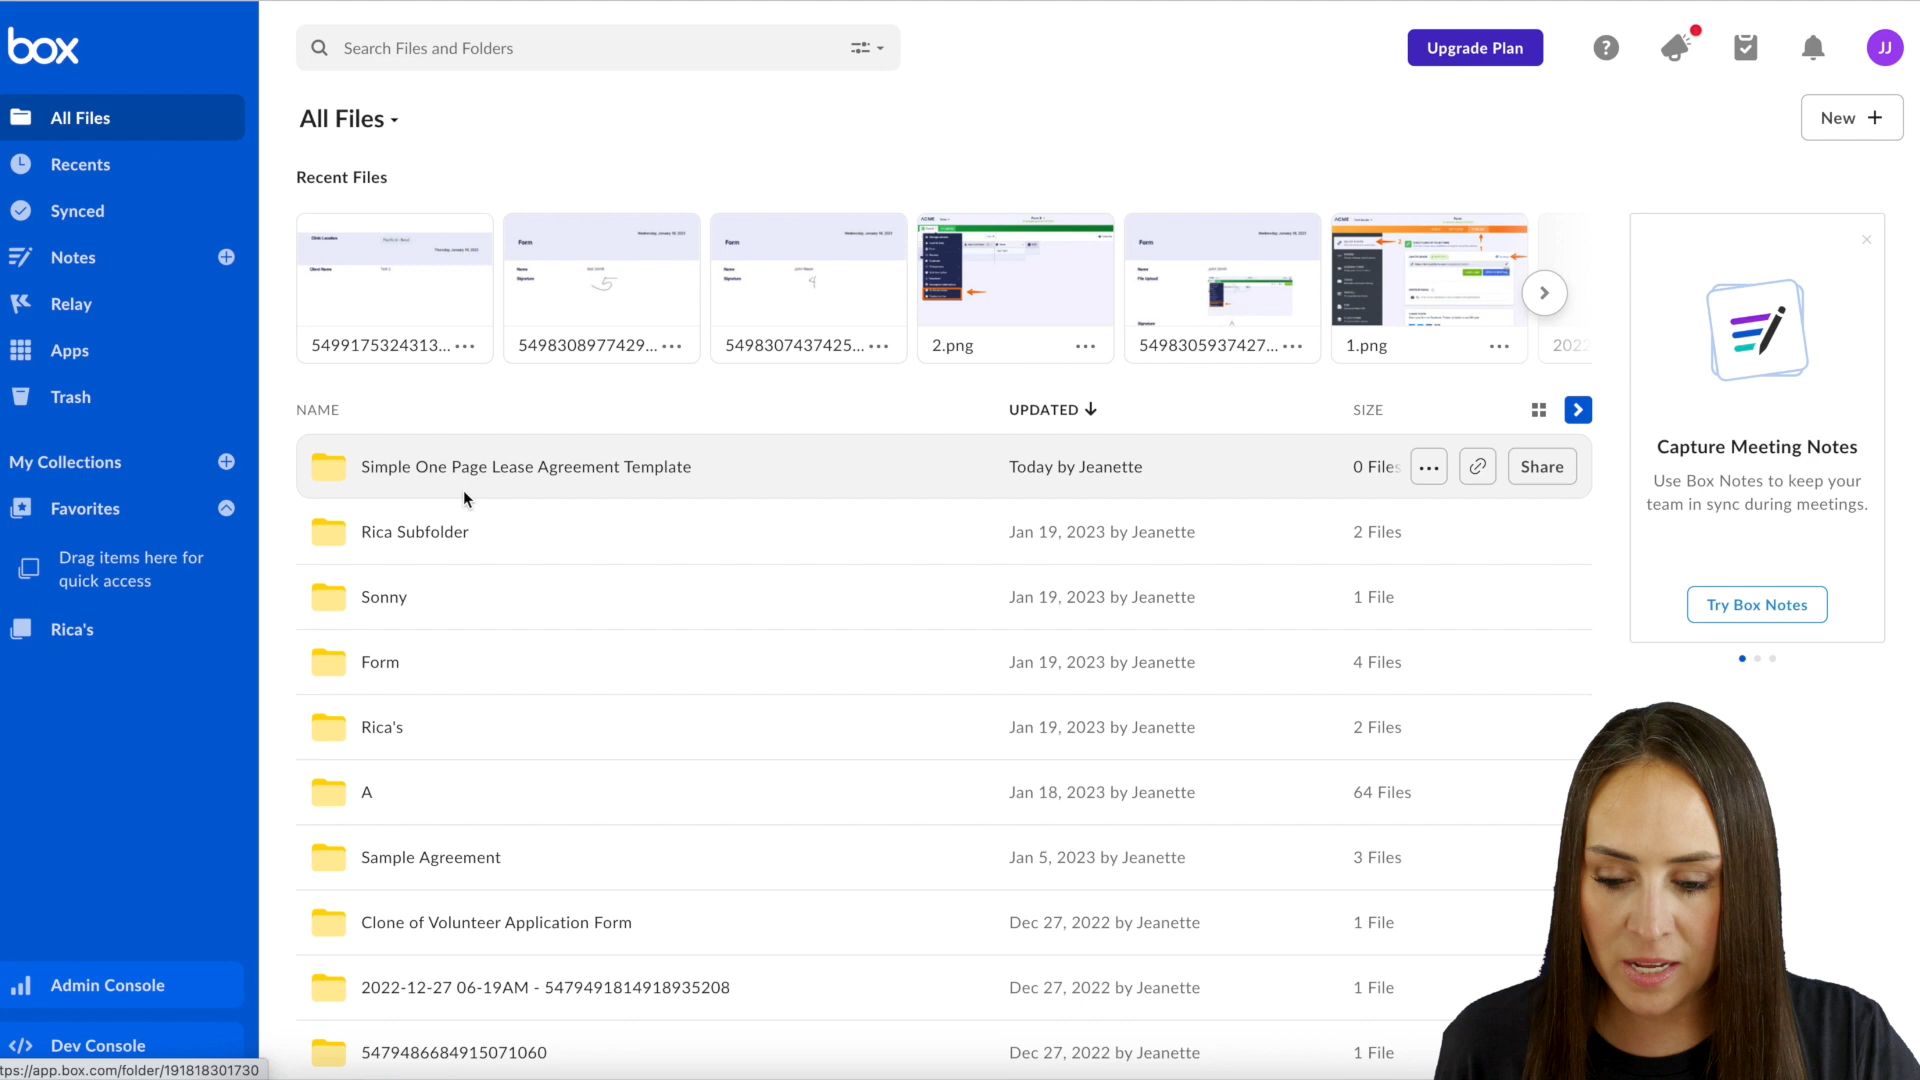 box
Search Files and Folders
Upgrade Plan
JJ
All Files
Recents
Synced
Notes
Relay
Apps
Trash
My Collections
Favorites
Drag items here for
quick access
Rica's
Admin Console
Dev Console
tps://app.box.com/folder/191818301730
All Files
New
Recent Files
5499175324313...
5498308977429...
5498307437425...
2.png
5498305937427...
1.png
2022
NAME UPDATED SIZE
Simple One Page Lease Agreement Template Today by Jeanette 0 Files Share
Rica Subfolder Jan 19, 2023 by Jeanette 2 Files
Sonny Jan 19, 2023 by Jeanette 1 File
Form Jan 19, 2023 by Jeanette 4 Files
Rica's Jan 19, 2023 by Jeanette 2 Files
A Jan 18, 2023 by Jeanette 64 Files
Sample Agreement Jan 5, 2023 by Jeanette 3 Files
Clone of Volunteer Application Form Dec 27, 2022 by Jeanette 1 File
2022-12-27 06-19AM - 5479491814918935208 Dec 27, 2022 by Jeanette 1 File
5479486684915071060 Dec 27, 2022 by Jeanette 1 File
Capture Meeting Notes
Use Box Notes to keep your
team in sync during meetings.
Try Box Notes